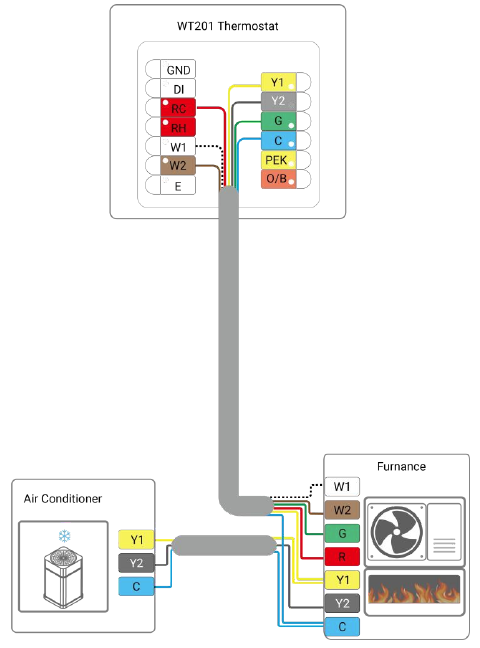 WT201 Thermostat
GND
DI
RC
RH
W1
W2
E
Y1
Y2
G
C
PEK
O/B
Air Conditioner
Y1
Y2
C
Furnance
W1
W2
G
R
Y1
Y2
C